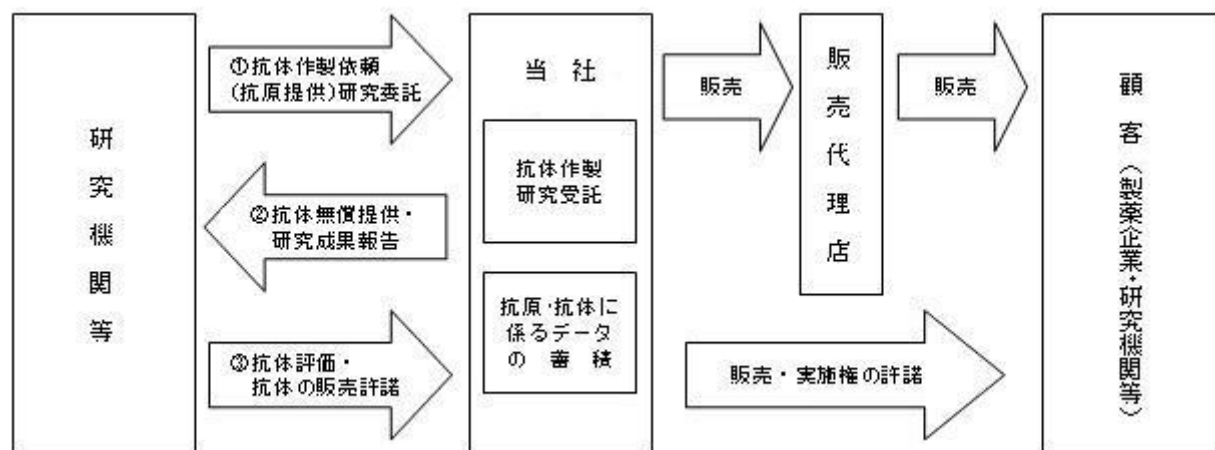 研究機関等
①抗体作製依頼
(抗原提供)研究委託
②抗体無償提供・
研究成果報告
③抗体評価・
抗体の販売許諾
当 社
抗体作製
研究受託
抗原・抗体に
係るデータ
の 蓄 積
販売
販売代理店
販売
販売・実施権の許諾
顧客(製薬企業・研究機関等)